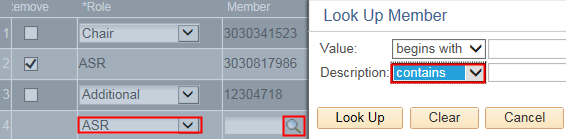 Remove *Role Member
1 Chair 3030341523
2 ASR 3030817986
3 Additional 12304718
4 ASR
Look Up Member
Value: begins with
Description: contains
Look Up Clear Cancel